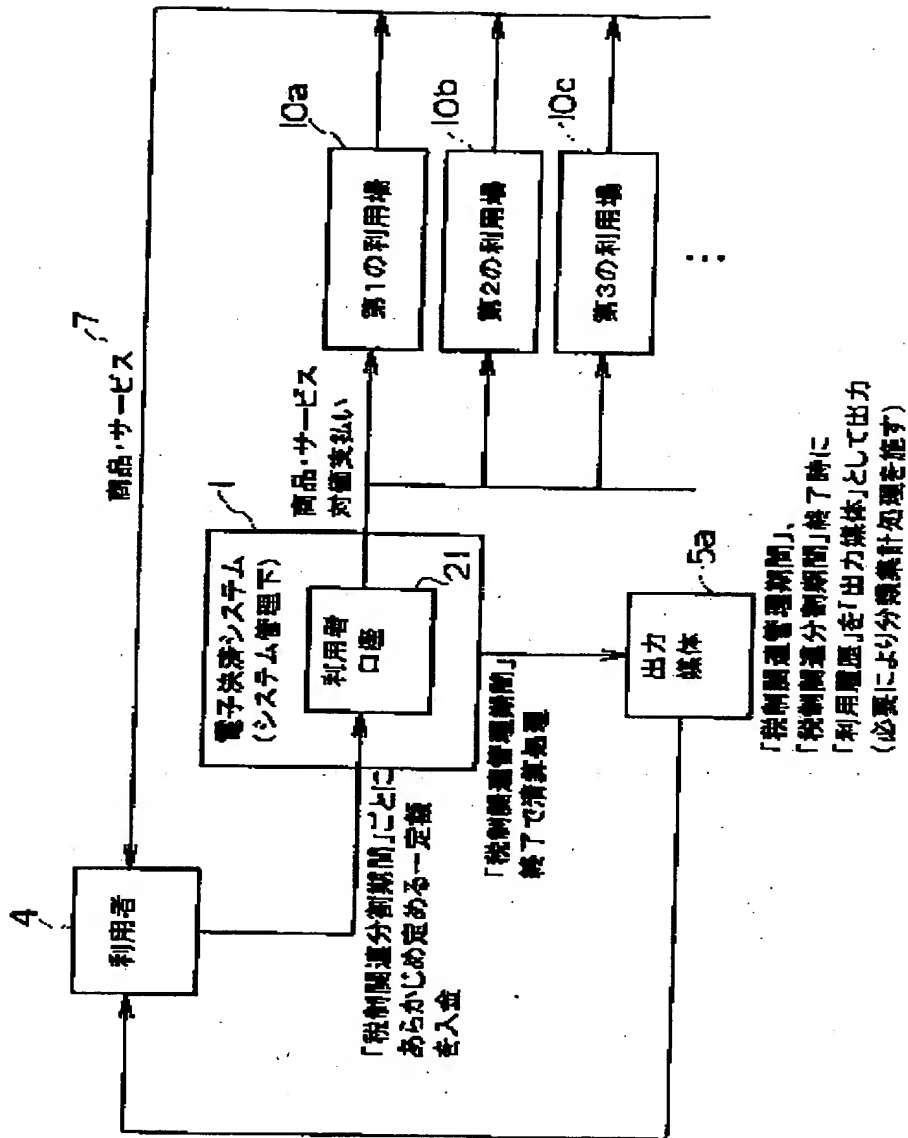 7
商品・サービス
4
利用者
「税制関連分割期間」ごとに
あらかじめ定める一定額
を入金
1
電子決済システム
（システム管理下）
利用者
口座
21
商品・サービス
対価支払い
10a
第1の利用場
10b
第2の利用場
10c
第3の利用場
⋮
「税制関連管理期間」
終了で清算処理
5a
出力
媒体
「税制関連管理期間」、
「税制関連分割期間」終了時に
「利用履歴」を「出力媒体」として出力
（必要により分類集計処理を施す）